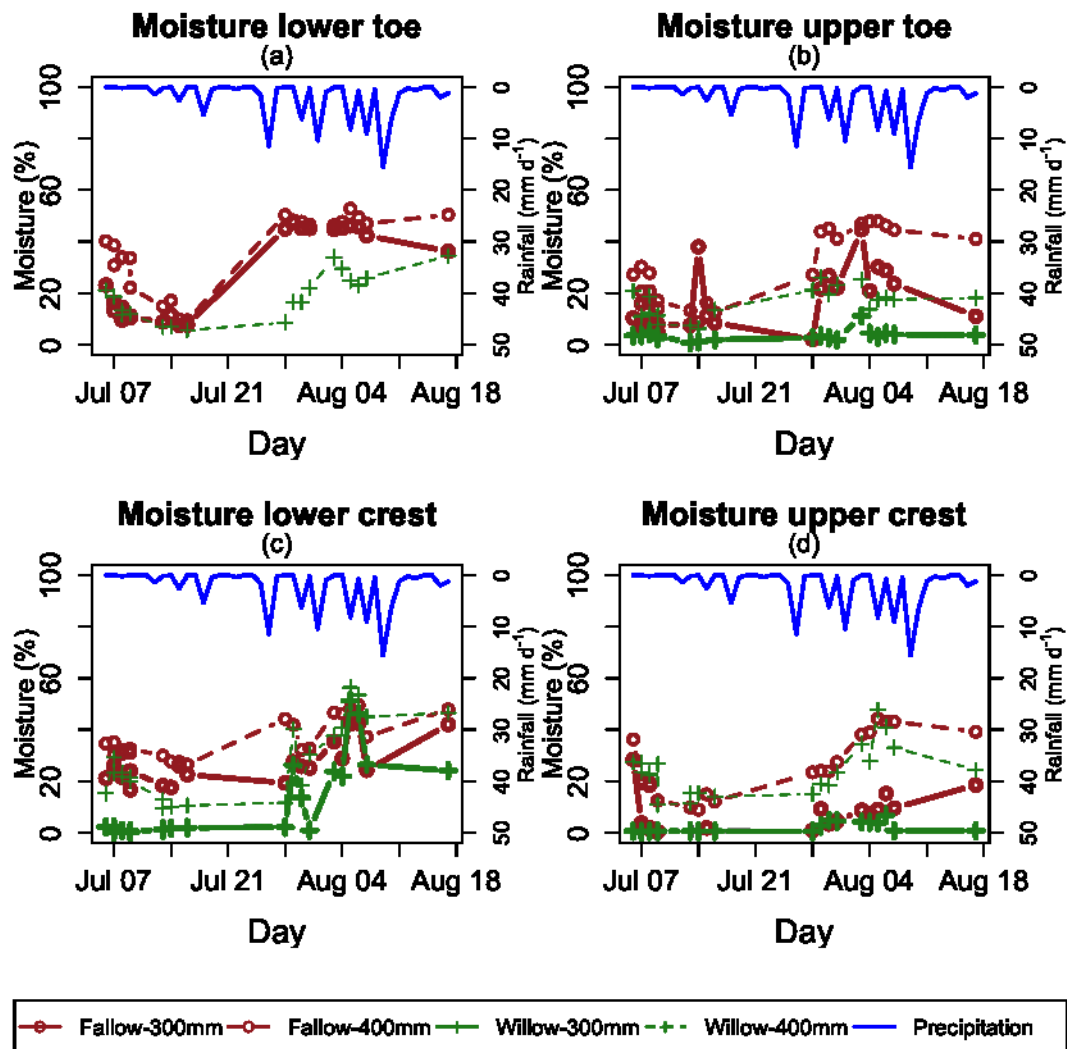 Moisture lower toe
(a)
Moisture (%)
0
20
60
100
Rainfall (mm d⁻¹)
0
10
20
30
40
50
Jul 07
Jul 21
Aug 04
Aug 18
Day
Moisture upper toe
(b)
Moisture (%)
0
20
60
100
Rainfall (mm d⁻¹)
0
10
20
30
40
50
Jul 07
Jul 21
Aug 04
Aug 18
Day
Moisture lower crest
(c)
Moisture (%)
0
20
60
100
Rainfall (mm d⁻¹)
0
10
20
30
40
50
Jul 07
Jul 21
Aug 04
Aug 18
Day
Moisture upper crest
(d)
Moisture (%)
0
20
60
100
Rainfall (mm d⁻¹)
0
10
20
30
40
50
Jul 07
Jul 21
Aug 04
Aug 18
Day
Fallow-300mm
Fallow-400mm
Willow-300mm
Willow-400mm
Precipitation